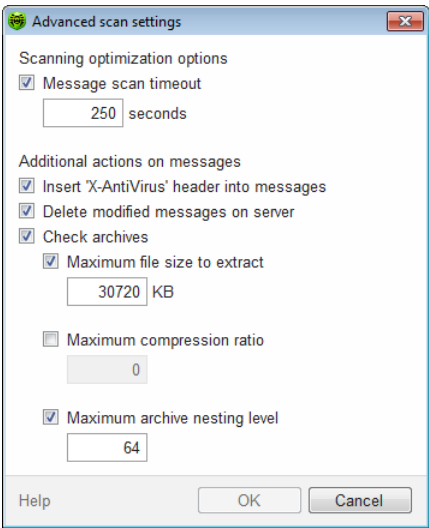 Advanced scan settings
Scanning optimization options
Message scan timeout
250 seconds
Additional actions on messages
Insert 'X-AntiVirus' header into messages
Delete modified messages on server
Check archives
Maximum file size to extract
30720 KB
Maximum compression ratio
0
Maximum archive nesting level
64
Help OK Cancel